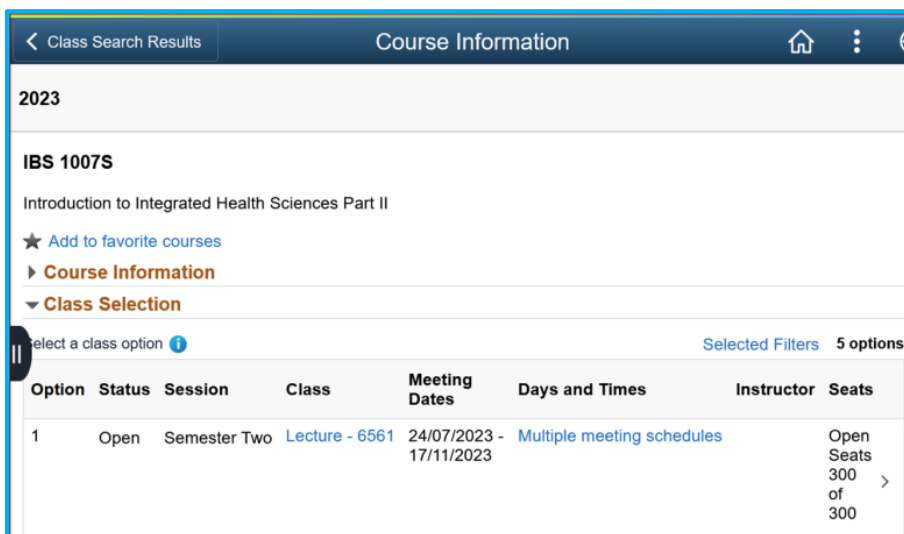 Class Search Results
Course Information
2023
IBS 1007S
Introduction to Integrated Health Sciences Part II
Add to favorite courses
Course Information
Class Selection
elect a class option
Selected Filters 5 options
Option Status Session Class Meeting Dates Days and Times Instructor Seats
1 Open Semester Two Lecture - 6561 24/07/2023 - 17/11/2023 Multiple meeting schedules Open Seats 300 of 300